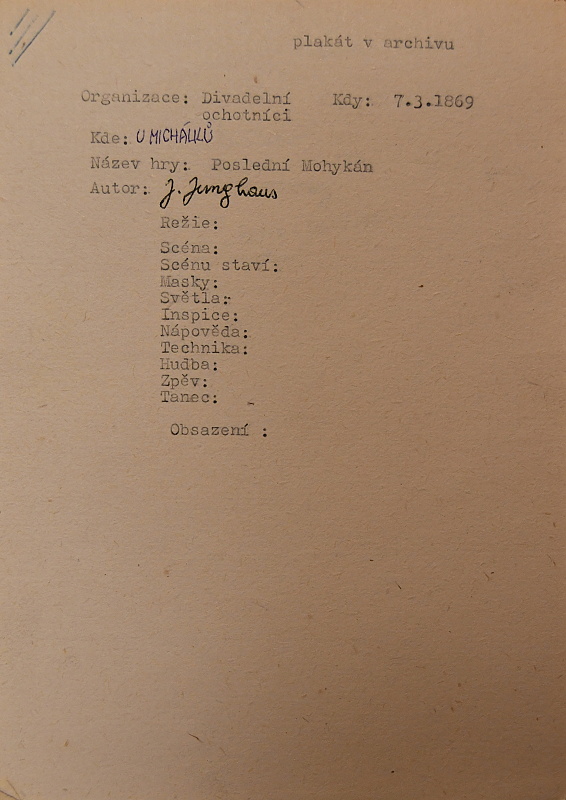 plakát v archivu
Organizace: Divadelní Kdy: 7.3.1869
ochotníci
Kde: U MICHÁLKŮ
Název hry: Poslední Mohykán
Autor: J. Junghaus
Režie:
Scéna:
Scénu staví:
Masky:
Světla:
Inspice:
Nápověda:
Technika:
Hudba:
Zpěv:
Tanec:
Obsazení :